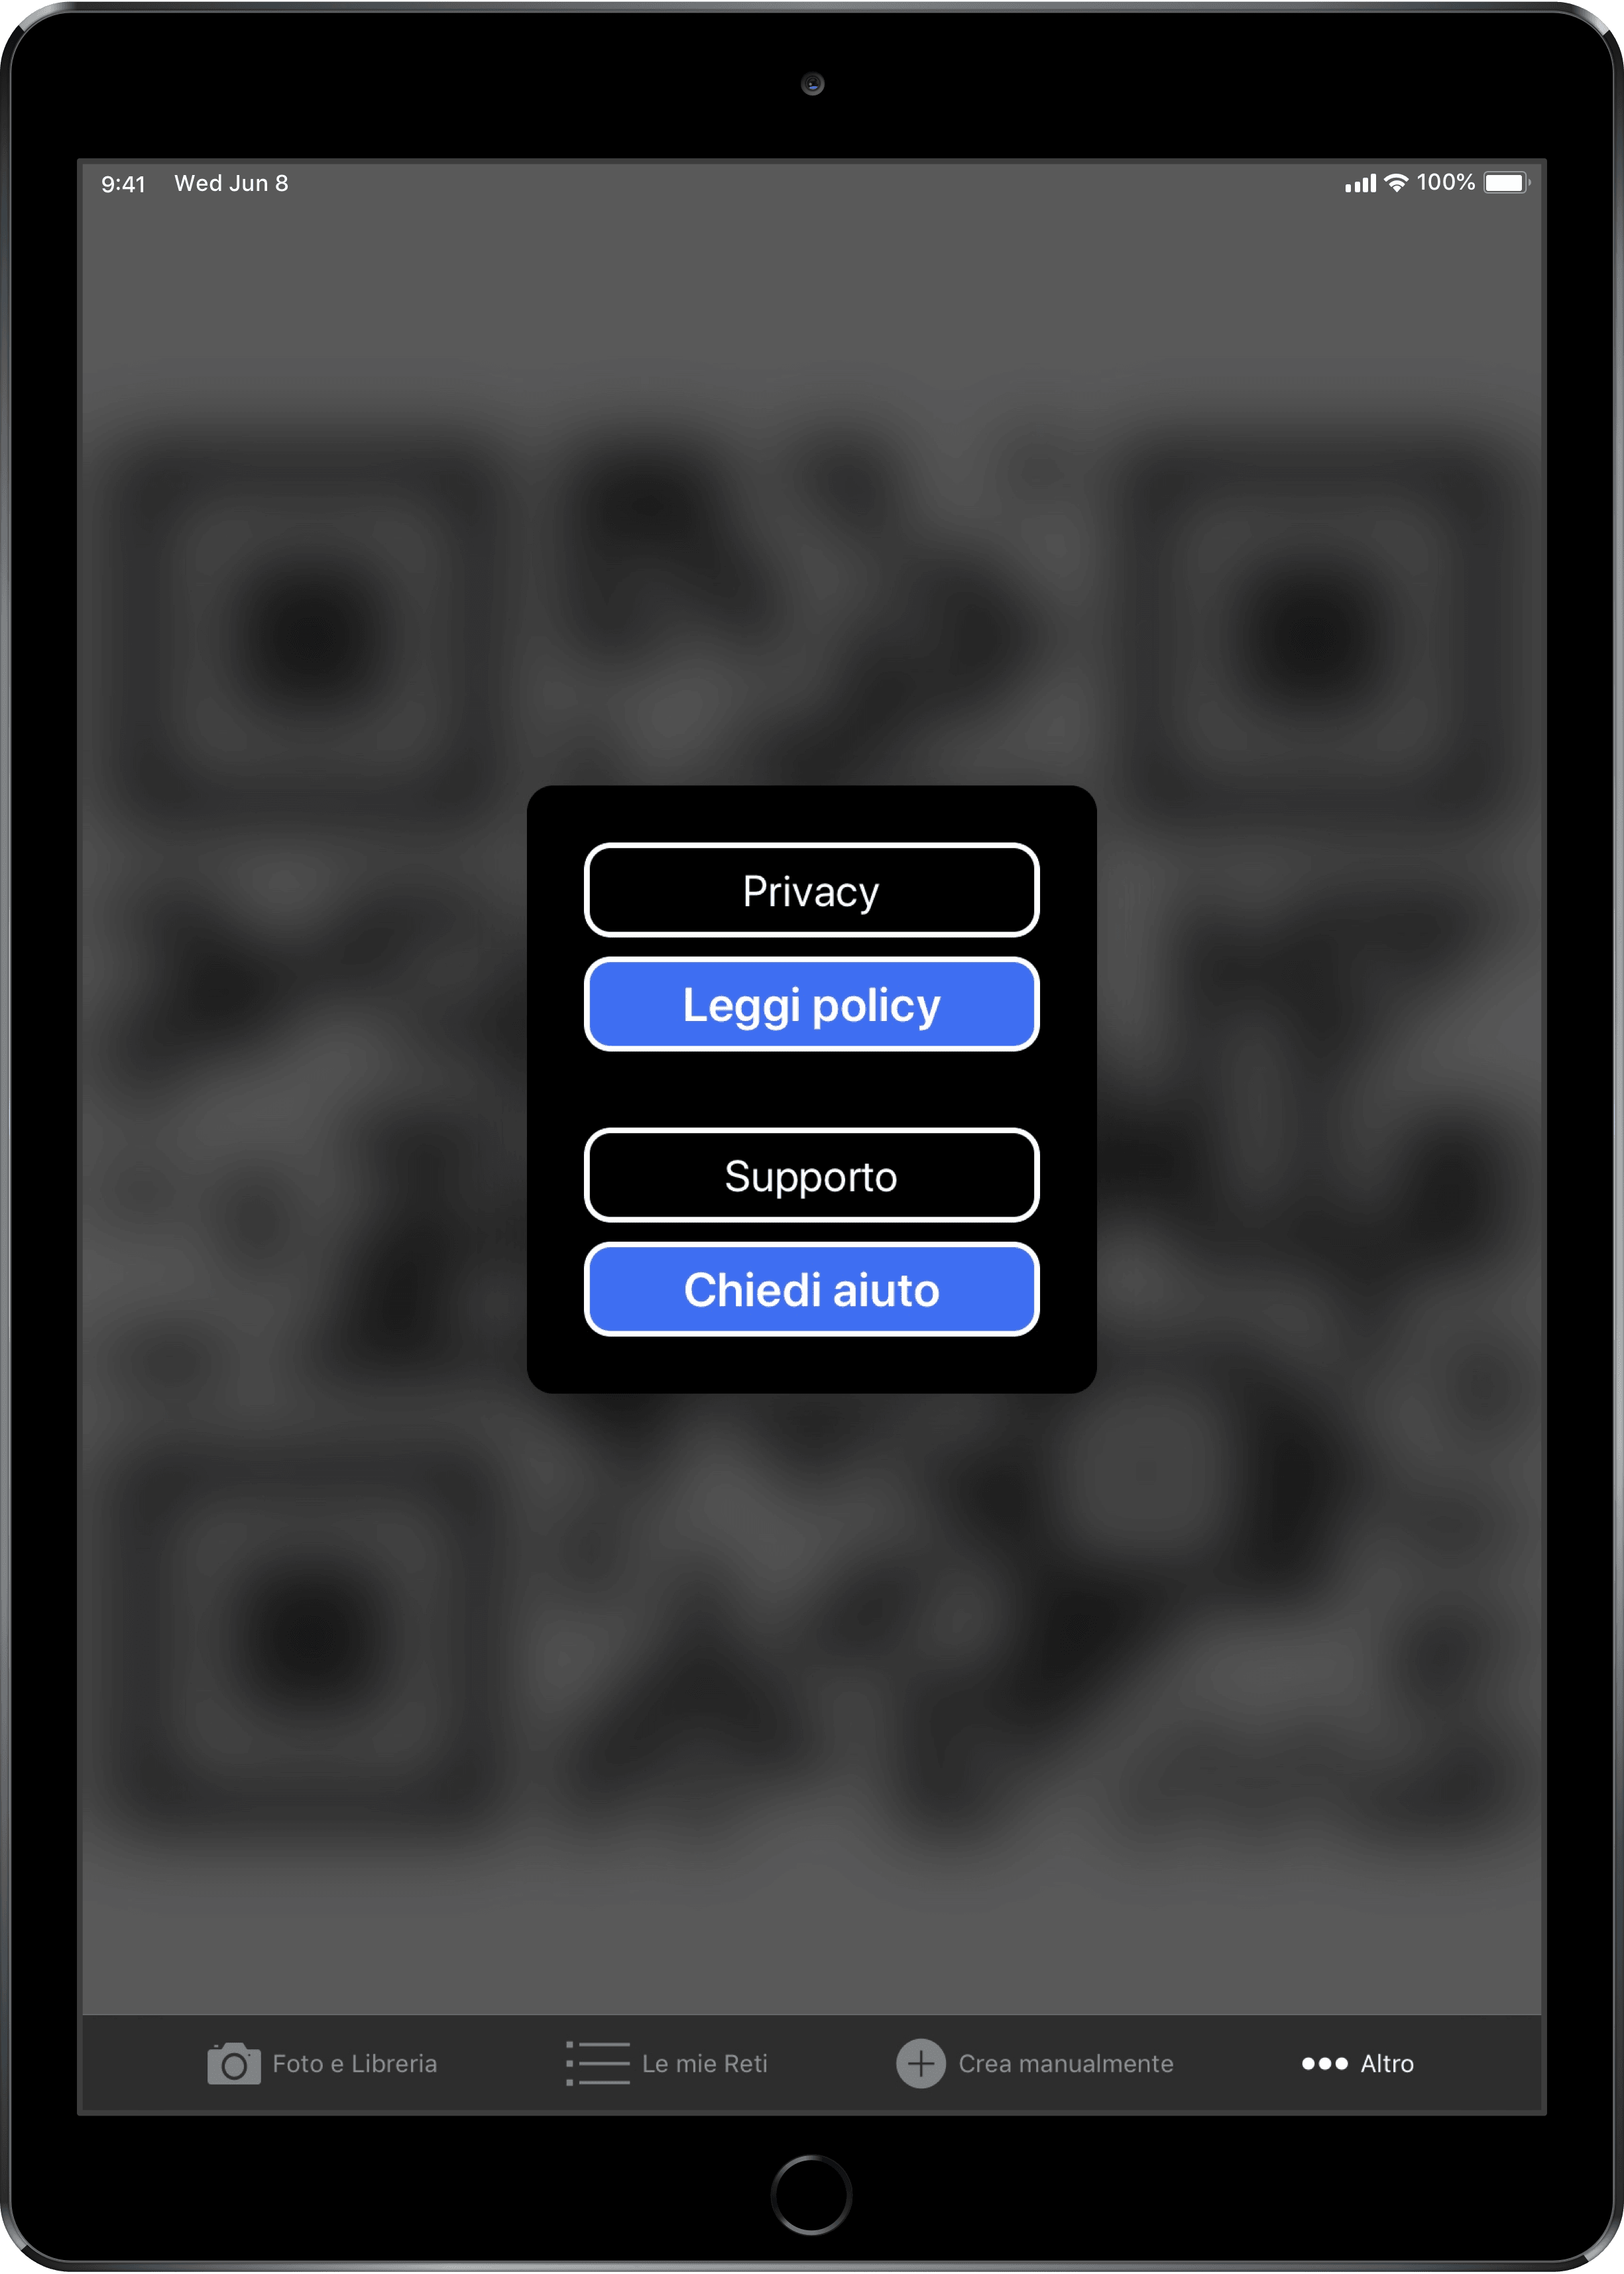 9:41 Wed Jun 8 100%
Privacy
Leggi policy
Supporto
Chiedi aiuto
Foto e Libreria Le mie Reti Crea manualmente Altro